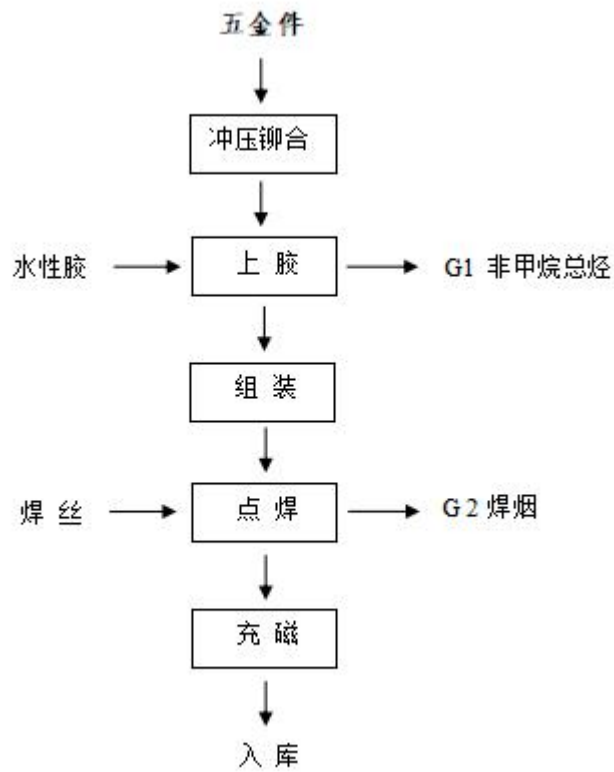 五金件
冲压铆合
水性胶
上 胶
G1 非甲烷总烃
组 装
焊 丝
点 焊
G 2 焊烟
充 磁
入 库